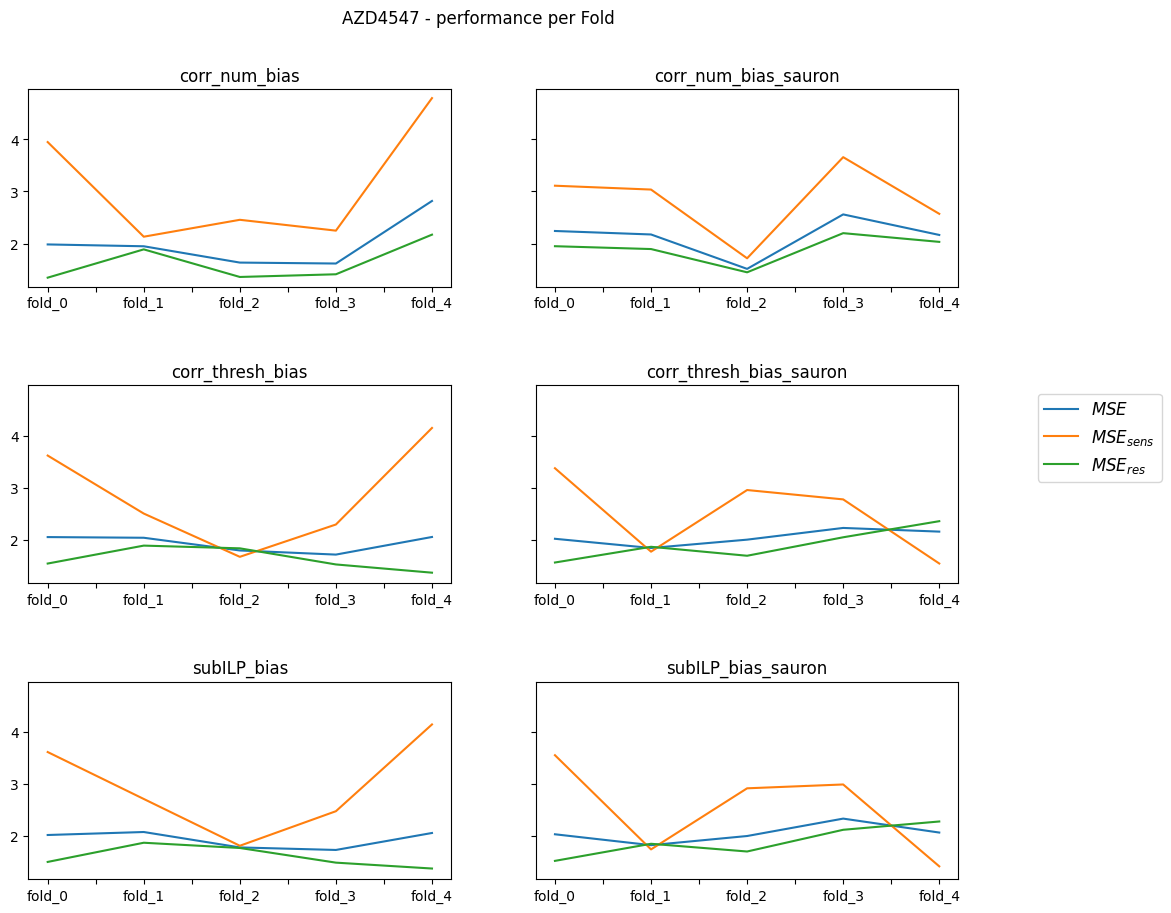 AZD4547 - performance per Fold
corr_num_bias
corr_num_bias_sauron
4
3
2
fold_0 fold_1 fold_2 fold_3 fold_4
fold_0 fold_1 fold_2 fold_3 fold_4
corr_thresh_bias
corr_thresh_bias_sauron
4
3
2
fold_0 fold_1 fold_2 fold_3 fold_4
fold_0 fold_1 fold_2 fold_3 fold_4
MSE
MSE_sens
MSE_res
subILP_bias
subILP_bias_sauron
4
3
2
fold_0 fold_1 fold_2 fold_3 fold_4
fold_0 fold_1 fold_2 fold_3 fold_4